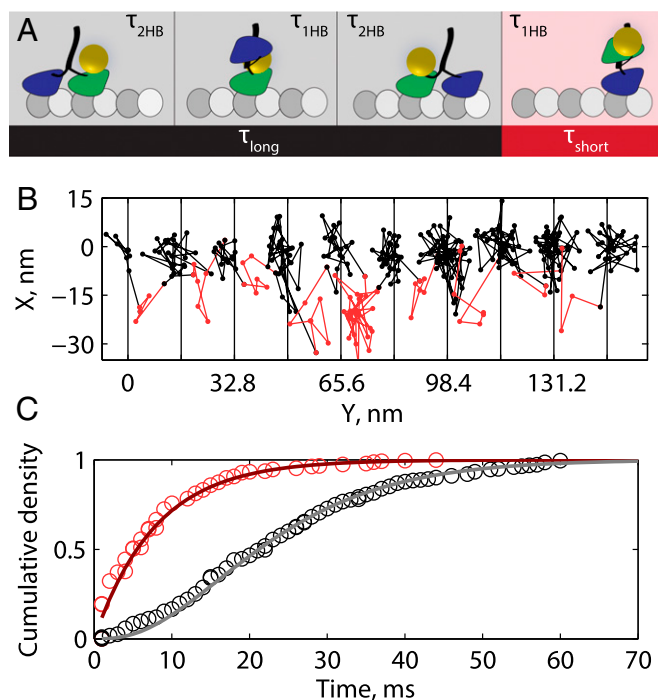 A
τ2HB
τ1HB
τ2HB
τ1HB
τlong
τshort
B
15
0
−15
−30
X, nm
0
32.8
65.6
98.4
131.2
Y, nm
C
1
0.5
0
Cumulative density
0
10
20
30
40
50
60
70
Time, ms